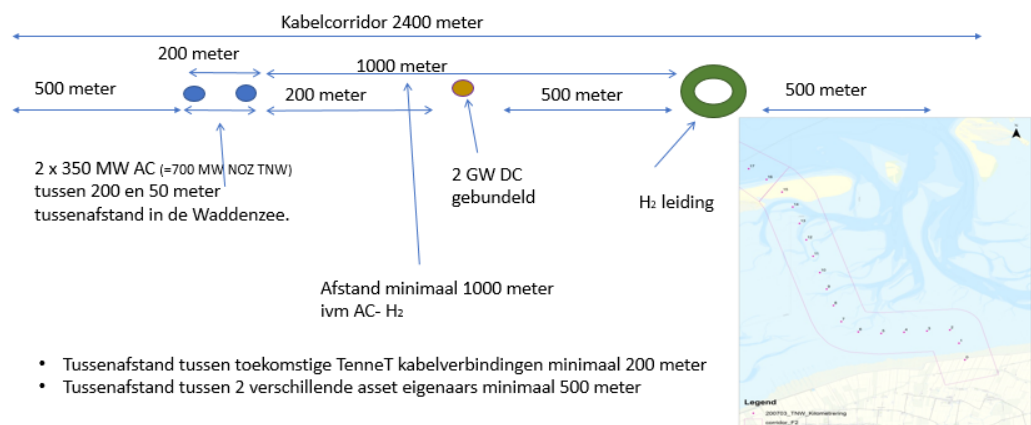 Kabelcorridor 2400 meter
200 meter
1000 meter
500 meter
200 meter
500 meter
500 meter
2 x 350 MW AC (=700 MW NOZ TNW)
tussen 200 en 50 meter
tussenafstand in de Waddenzee.
2 GW DC
gebundeld
H₂ leiding
Afstand minimaal 1000 meter
ivm AC- H₂
• Tussenafstand tussen toekomstige TenneT kabelverbindingen minimaal 200 meter
• Tussenafstand tussen 2 verschillende asset eigenaars minimaal 500 meter
Legend
200703_TNW_Kilometrering
corridor_F2